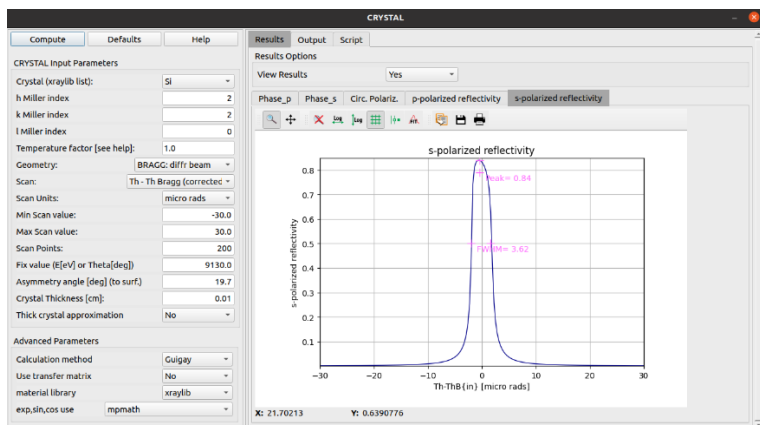 CRYSTAL
Compute Defaults Help
CRYSTAL Input Parameters
Crystal (xraylib list): Si
h Miller index 2
k Miller index 2
l Miller index 0
Temperature factor [see help]: 1.0
Geometry: BRAGG: diffr beam
Scan: Th - Th Bragg (corrected
Scan Units: micro rads
Min Scan value: -30.0
Max Scan value: 30.0
Scan Points: 200
Fix value (E[eV] or Theta[deg]) 9130.0
Asymmetry angle [deg] (to surf.) 19.7
Crystal Thickness [cm]: 0.01
Thick crystal approximation No
Advanced Parameters
Calculation method Guigay
Use transfer matrix No
material library xraylib
exp,sin,cos use mpmath
Results Output Script
Results Options
View Results Yes
Phase_p Phase_s Circ. Polariz. p-polarized reflectivity s-polarized reflectivity
s-polarized reflectivity
Peak= 0.84
FWHM= 3.62
s-polarized reflectivity
0.8
0.7
0.6
0.5
0.4
0.3
0.2
0.1
−30 −20 −10 0 10 20 30
Th-ThB{in} [micro rads]
X: 21.70213 Y: 0.6390776